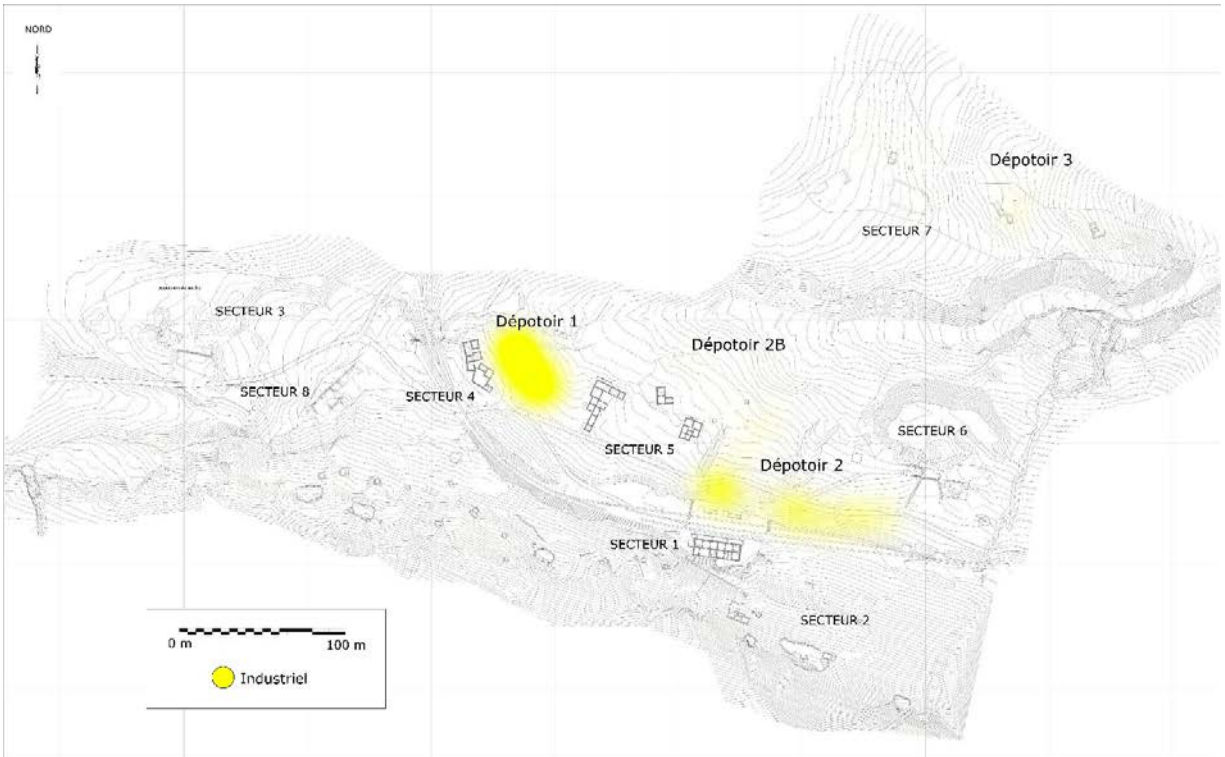 NORD
Dépotoir 3
SECTEUR 7
SECTEUR 3
Dépotoir 1
Dépotoir 2B
SECTEUR 8
SECTEUR 4
SECTEUR 5
SECTEUR 6
Dépotoir 2
SECTEUR 1
SECTEUR 2
0 m
100 m
Industriel